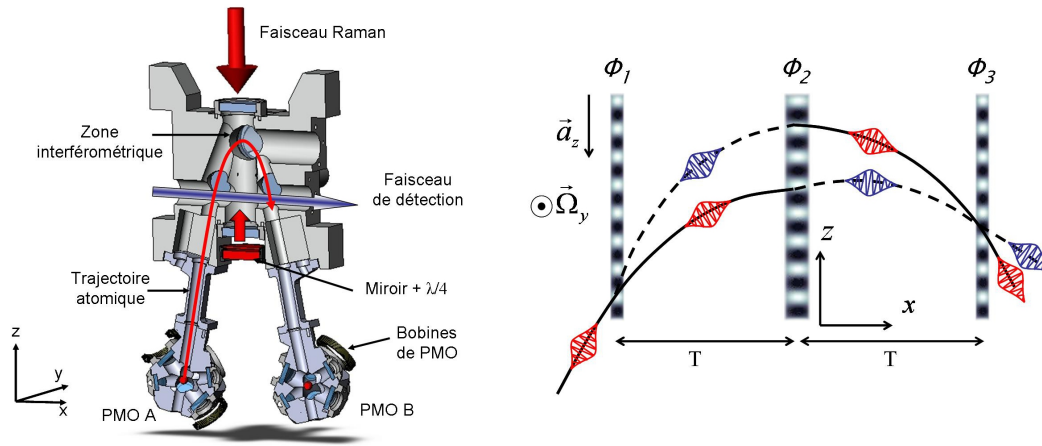 Faisceau Raman
Zone
interférométrique
Faisceau
de détection
Trajectoire
atomique
Miroir + λ/4
Bobines
de PMO
z
y
x
PMO A
PMO B
Φ1
Φ2
Φ3
a⃗z
Ω⃗y
z
x
T
T